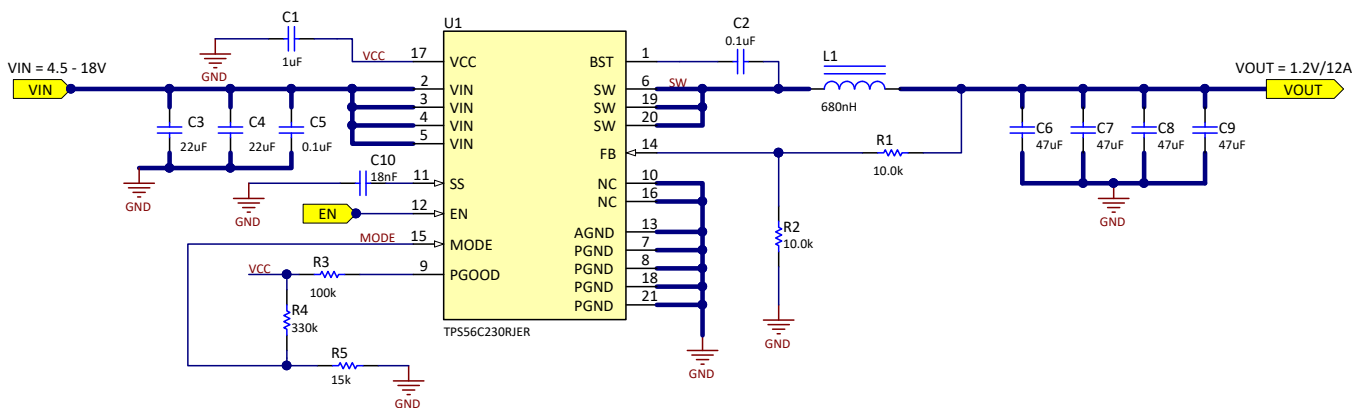 U1
C1
1uF
GND
VCC
17
VCC
VIN = 4.5 - 18V
VIN
2
VIN
3
VIN
4
VIN
5
VIN
C3
22uF
C4
22uF
C5
0.1uF
GND
C10
18nF
GND
11
SS
EN
12
EN
MODE
15
MODE
VCC
R3
100k
9
PGOOD
R4
330k
R5
15k
GND
TPS56C230RJER
BST
1
C2
0.1uF
SW
6
SW
SW
19
SW
20
L1
680nH
VOUT = 1.2V/12A
VOUT
FB
14
R1
10.0k
R2
10.0k
GND
NC
10
NC
16
AGND
13
PGND
7
PGND
8
PGND
18
PGND
21
GND
C6
47uF
C7
47uF
C8
47uF
C9
47uF
GND